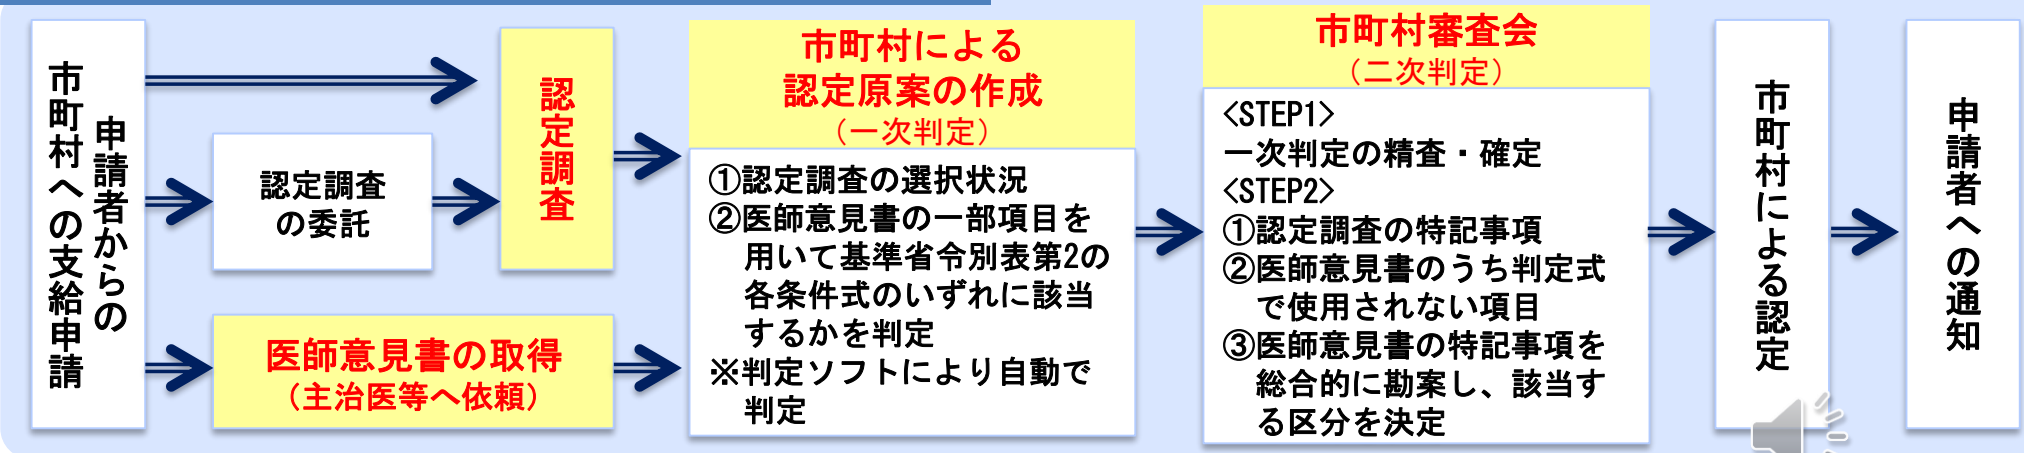 申請者からの
市町村への支給申請
認定調査
の委託
認定調査
医師意見書の取得
（主治医等へ依頼）
市町村による
認定原案の作成
（一次判定）
①認定調査の選択状況
②医師意見書の一部項目を
用いて基準省令別表第2の
各条件式のいずれに該当
するかを判定
※判定ソフトにより自動で
判定
市町村審査会
（二次判定）
<STEP1>
一次判定の精査・確定
<STEP2>
①認定調査の特記事項
②医師意見書のうち判定式
で使用されない項目
③医師意見書の特記事項を
総合的に勘案し、該当す
る区分を決定
市町村による認定
申請者への通知